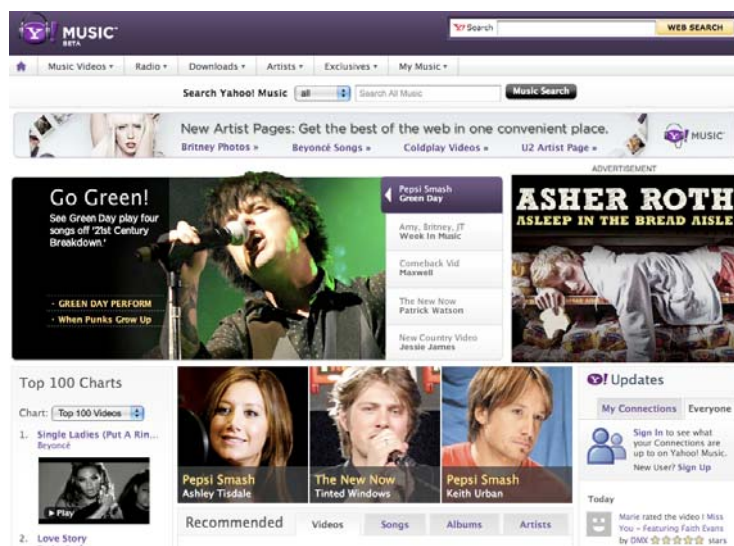 Y! MUSIC™
BETA
Y! Search
WEB SEARCH
Music Videos
Radio
Downloads
Artists
Exclusives
My Music
Search Yahoo! Music
all
Search All Music
Music Search
New Artist Pages: Get the best of the web in one convenient place.
Britney Photos »
Beyoncé Songs »
Coldplay Videos »
U2 Artist Page »
Y! MUSIC
ADVERTISEMENT
Go Green!
See Green Day play four
songs off '21st Century
Breakdown.'
· GREEN DAY PERFORM
· When Punks Grow Up
Pepsi Smash
Green Day
Amy, Britney, JT
Week In Music
Comeback Vid
Maxwell
The New Now
Patrick Watson
New Country Video
Jessie James
ASHER ROTH
ASLEEP IN THE BREAD AISLE
Top 100 Charts
Chart: Top 100 Videos
1. Single Ladies (Put A Rin...
Beyoncé
Play
2. Love Story
Pepsi Smash
Ashley Tisdale
The New Now
Tinted Windows
Pepsi Smash
Keith Urban
Recommended
Videos
Songs
Albums
Artists
Y! Updates
My Connections
Everyone
Sign In to see what
your Connections are
up to on Yahoo! Music.
New User? Sign Up
Today
Marie rated the video I Miss
You - Featuring Faith Evans
by DMX stars